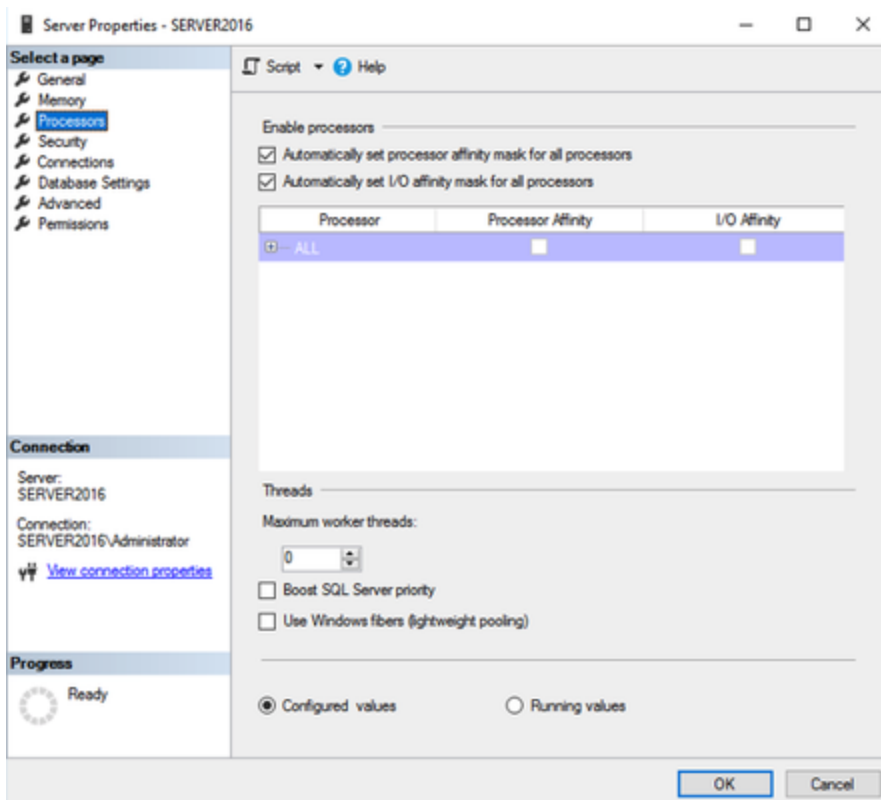 Server Properties - SERVER2016
Select a page
General
Memory
Processors
Security
Connections
Database Settings
Advanced
Permissions
Script
Help
Enable processors
Automatically set processor affinity mask for all processors
Automatically set I/O affinity mask for all processors
Processor Processor Affinity I/O Affinity
ALL
Threads
Maximum worker threads:
0
Boost SQL Server priority
Use Windows fibers (lightweight pooling)
Configured values
Running values
Connection
Server:
SERVER2016
Connection:
SERVER2016\Administrator
View connection properties
Progress
Ready
OK
Cancel